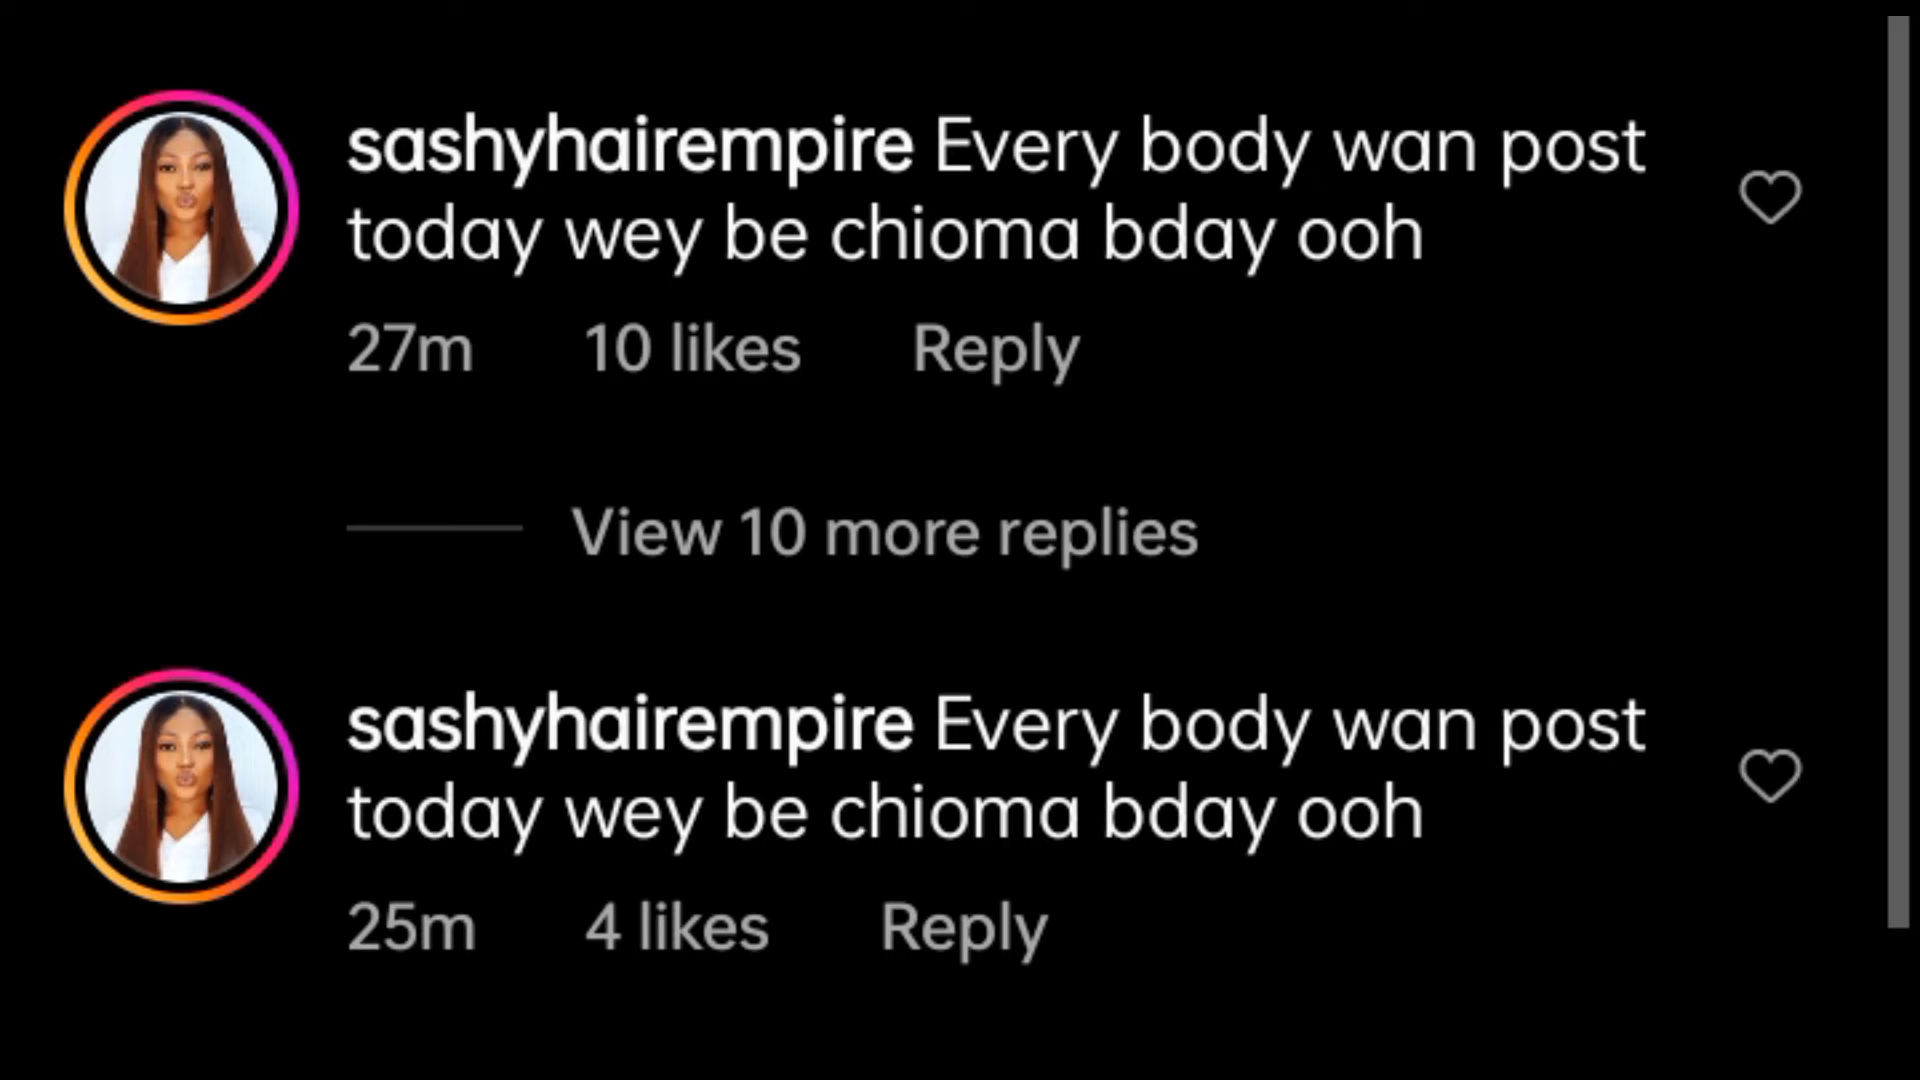 sashyhairempire Every body wan post
today wey be chioma bday ooh
27m 10 likes Reply
View 10 more replies
sashyhairempire Every body wan post
today wey be chioma bday ooh
25m 4 likes Reply